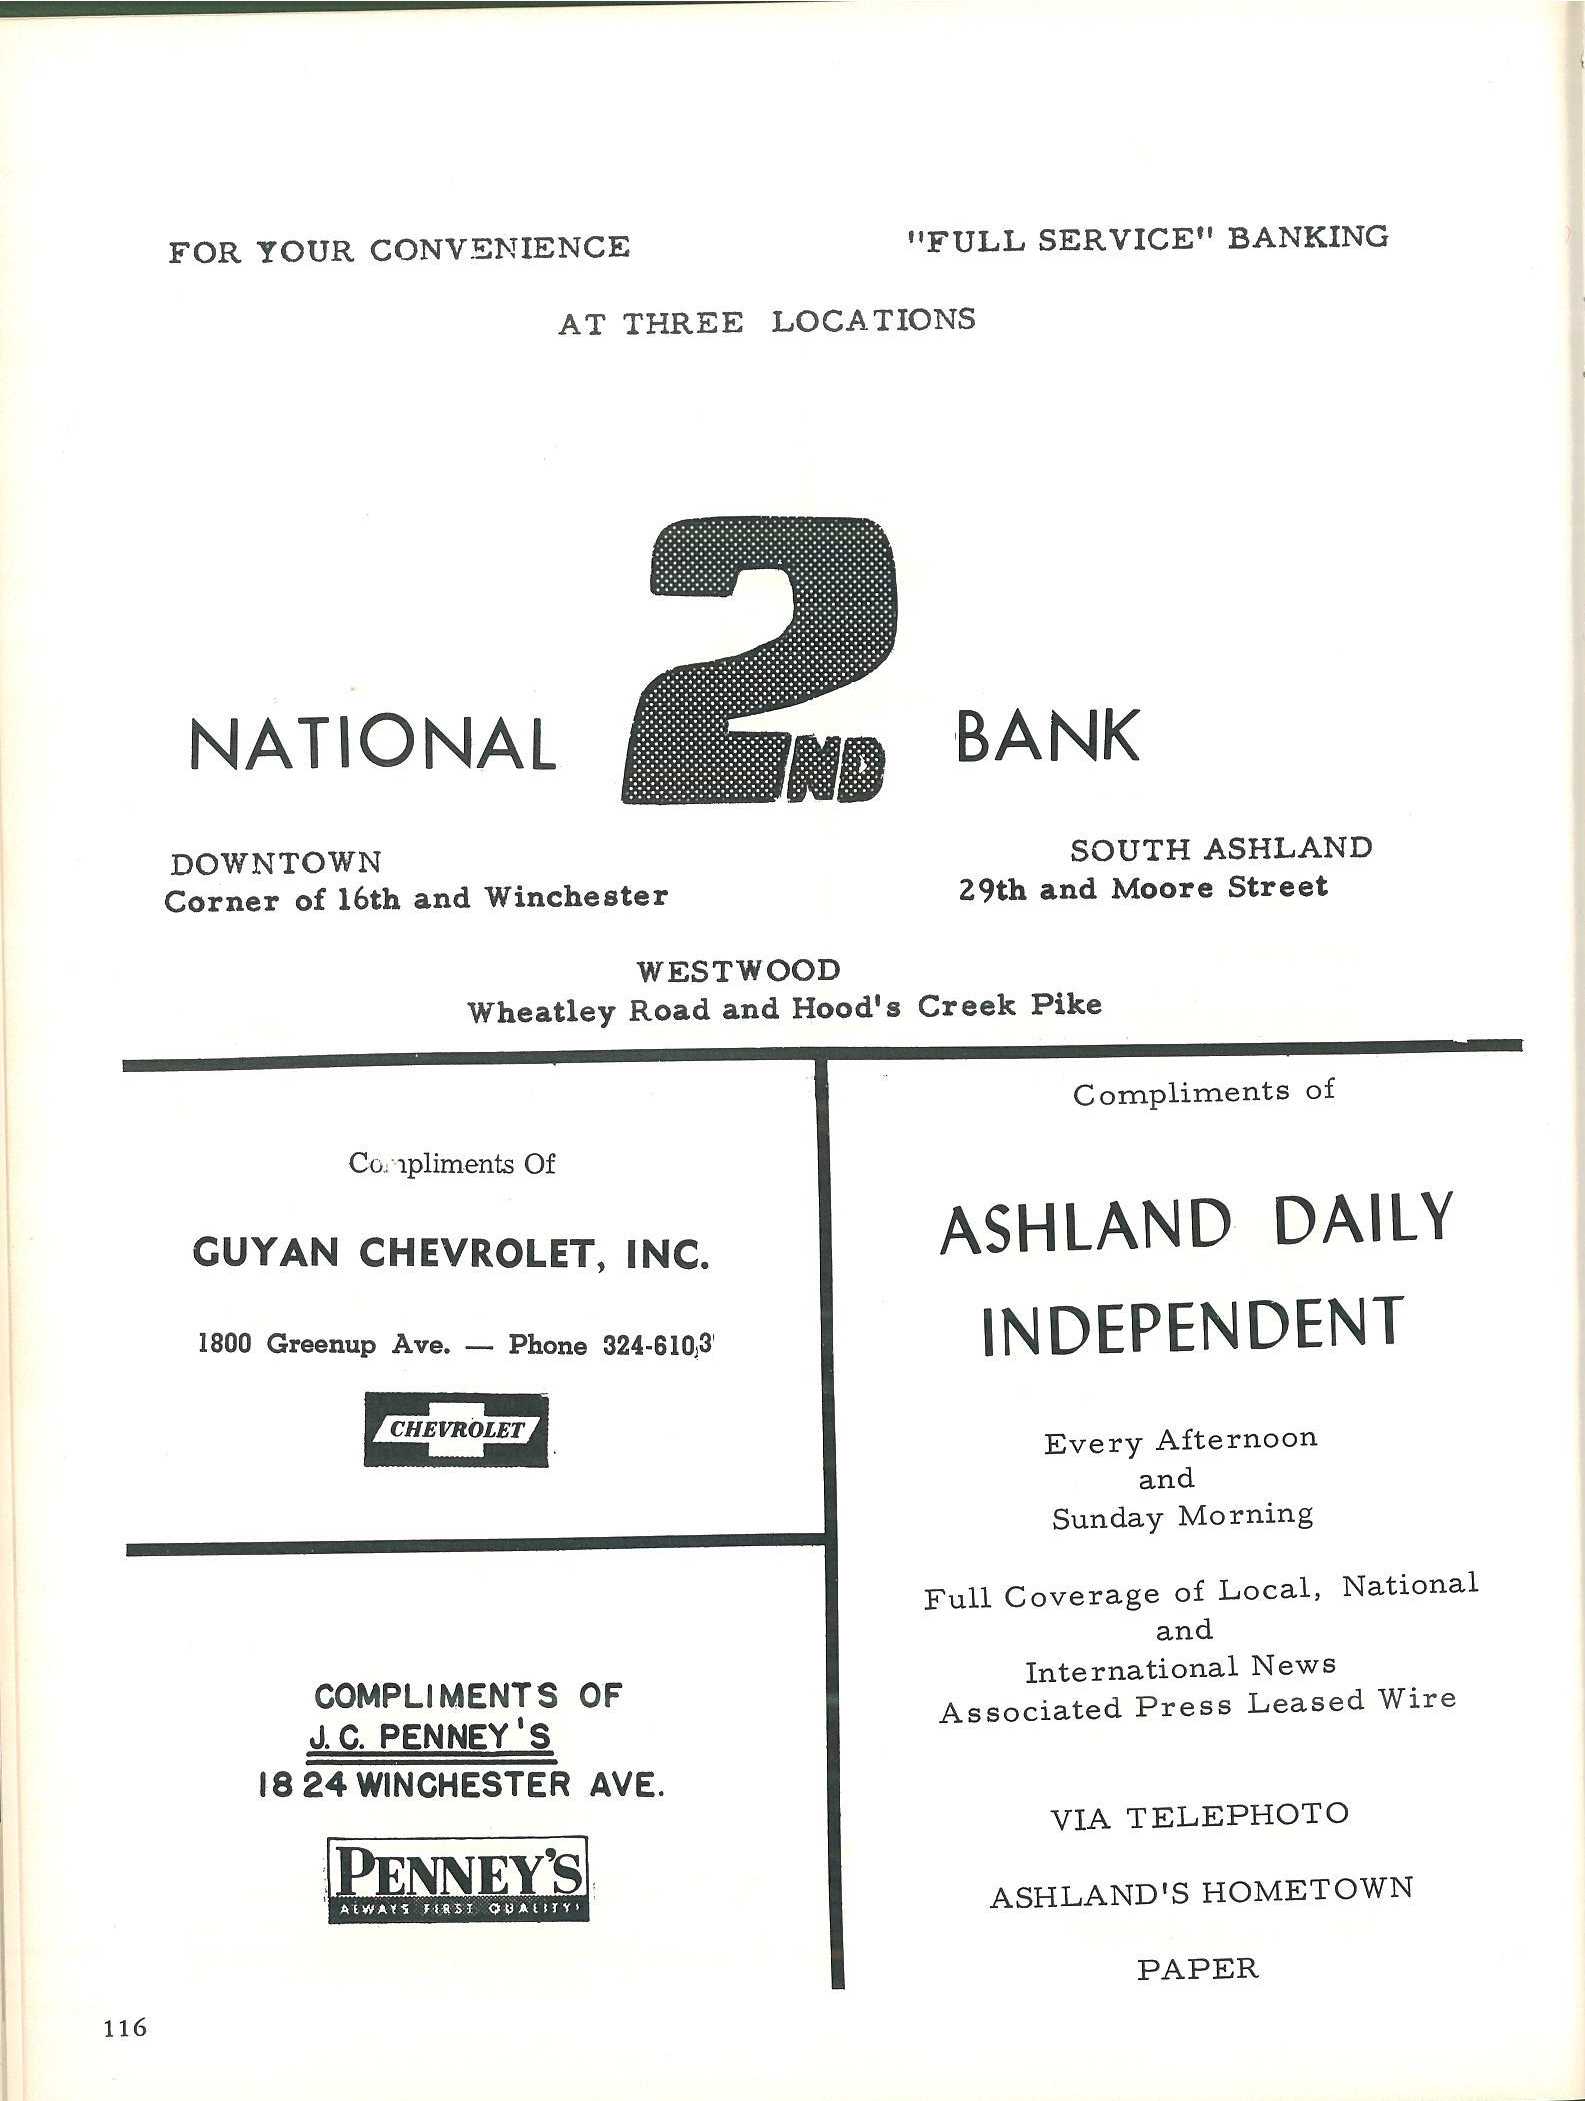 FOR YOUR CONVENIENCE
"FULL SERVICE" BANKING
AT THREE LOCATIONS
NATIONAL 2ND BANK
DOWNTOWN
Corner of 16th and Winchester
SOUTH ASHLAND
29th and Moore Street
WESTWOOD
Wheatley Road and Hood's Creek Pike
Compliments Of
GUYAN CHEVROLET, INC.
1800 Greenup Ave. — Phone 324-6103
CHEVROLET
COMPLIMENTS OF
J. C. PENNEY'S
1824 WINCHESTER AVE.
PENNEY'S
ALWAYS FIRST QUALITY
Compliments of
ASHLAND DAILY
INDEPENDENT
Every Afternoon
and
Sunday Morning
Full Coverage of Local, National
and
International News
Associated Press Leased Wire
VIA TELEPHOTO
ASHLAND'S HOMETOWN
PAPER
116